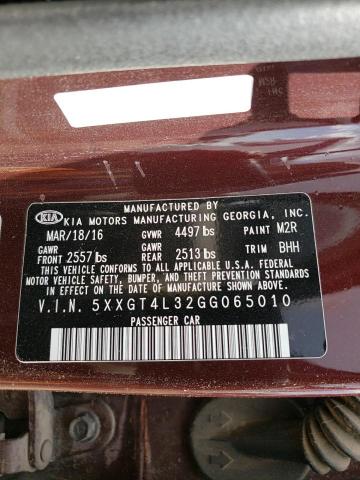 MANUFACTURED BY
KIA KIA MOTORS MANUFACTURING GEORGIA, INC.
MAR/18/16 GVWR 4497 lbs PAINT M2R
GAWR FRONT 2557 lbs GAWR REAR 2513 lbs TRIM BHH
THIS VEHICLE CONFORMS TO ALL APPLICABLE
FEDERAL MOTOR VEHICLE SAFETY, BUMPER, AND THEFT PREVENTION
STANDARDS IN EFFECT ON THE DATE OF MANUFACTURE SHOWN ABOVE.
V.I.N. 5XXGT4L32GG065010
PASSENGER CAR